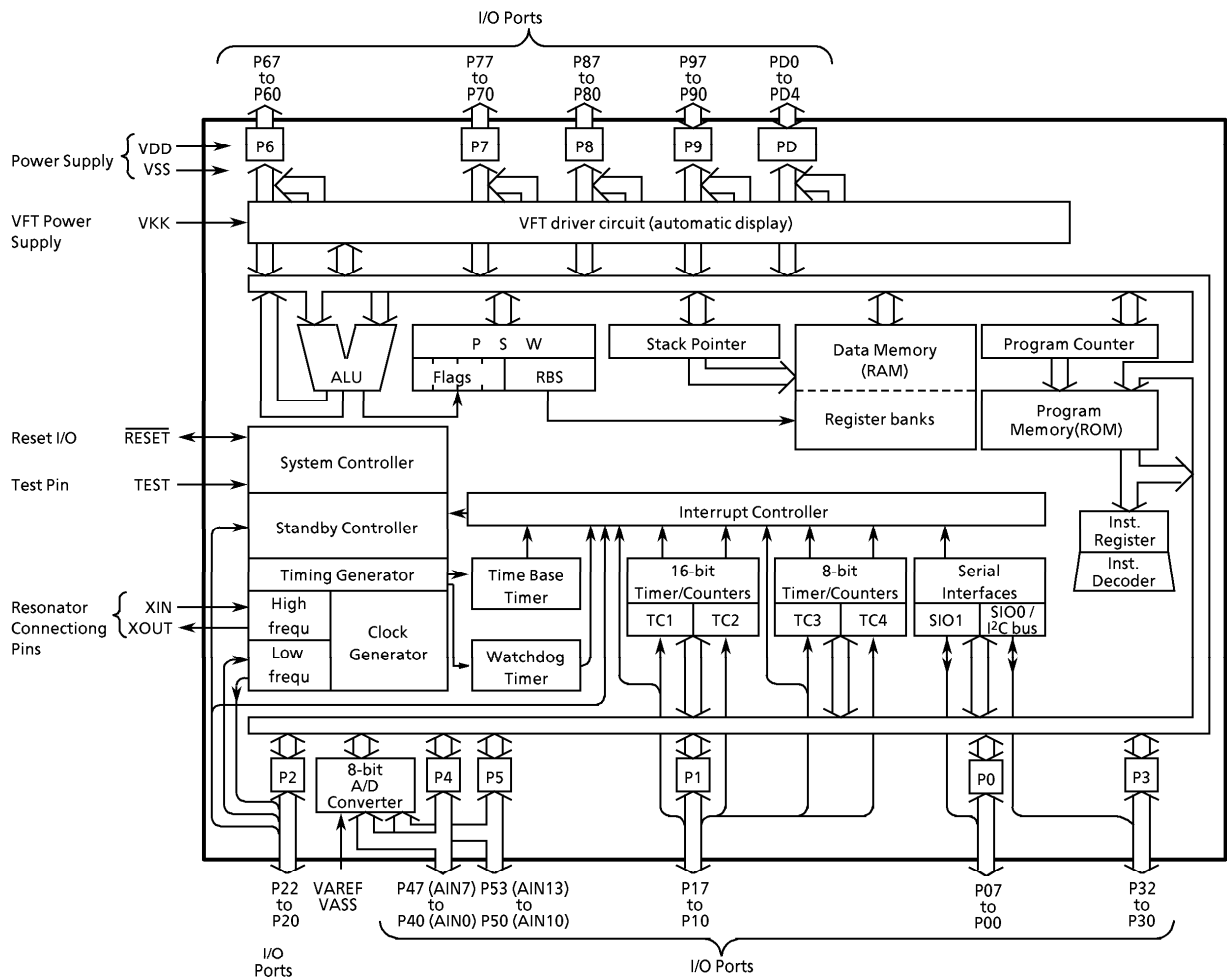 I/O Ports
P67 to P60
P77 to P70
P87 to P80
P97 to P90
PD0 to PD4
Power Supply
VDD
VSS
P6
P7
P8
P9
PD
VFT Power Supply
VKK
VFT driver circuit (automatic display)
ALU
P S W
Flags
RBS
Stack Pointer
Data Memory (RAM)
Register banks
Program Counter
Program Memory(ROM)
Reset I/O
RESET
Test Pin
TEST
System Controller
Standby Controller
Interrupt Controller
Inst. Register
Inst. Decoder
Timing Generator
Time Base Timer
16-bit Timer/Counters
TC1
TC2
8-bit Timer/Counters
TC3
TC4
Serial Interfaces
SIO1
SIO0 / I²C bus
Resonator Connectiong Pins
XIN
XOUT
High frequ
Low frequ
Clock Generator
Watchdog Timer
P2
8-bit A/D Converter
P4
P5
P1
P0
P3
P22 to P20
VAREF
VASS
P47 (AIN7) to P40 (AIN0)
P53 (AIN13) to P50 (AIN10)
P17 to P10
P07 to P00
P32 to P30
I/O Ports
I/O Ports